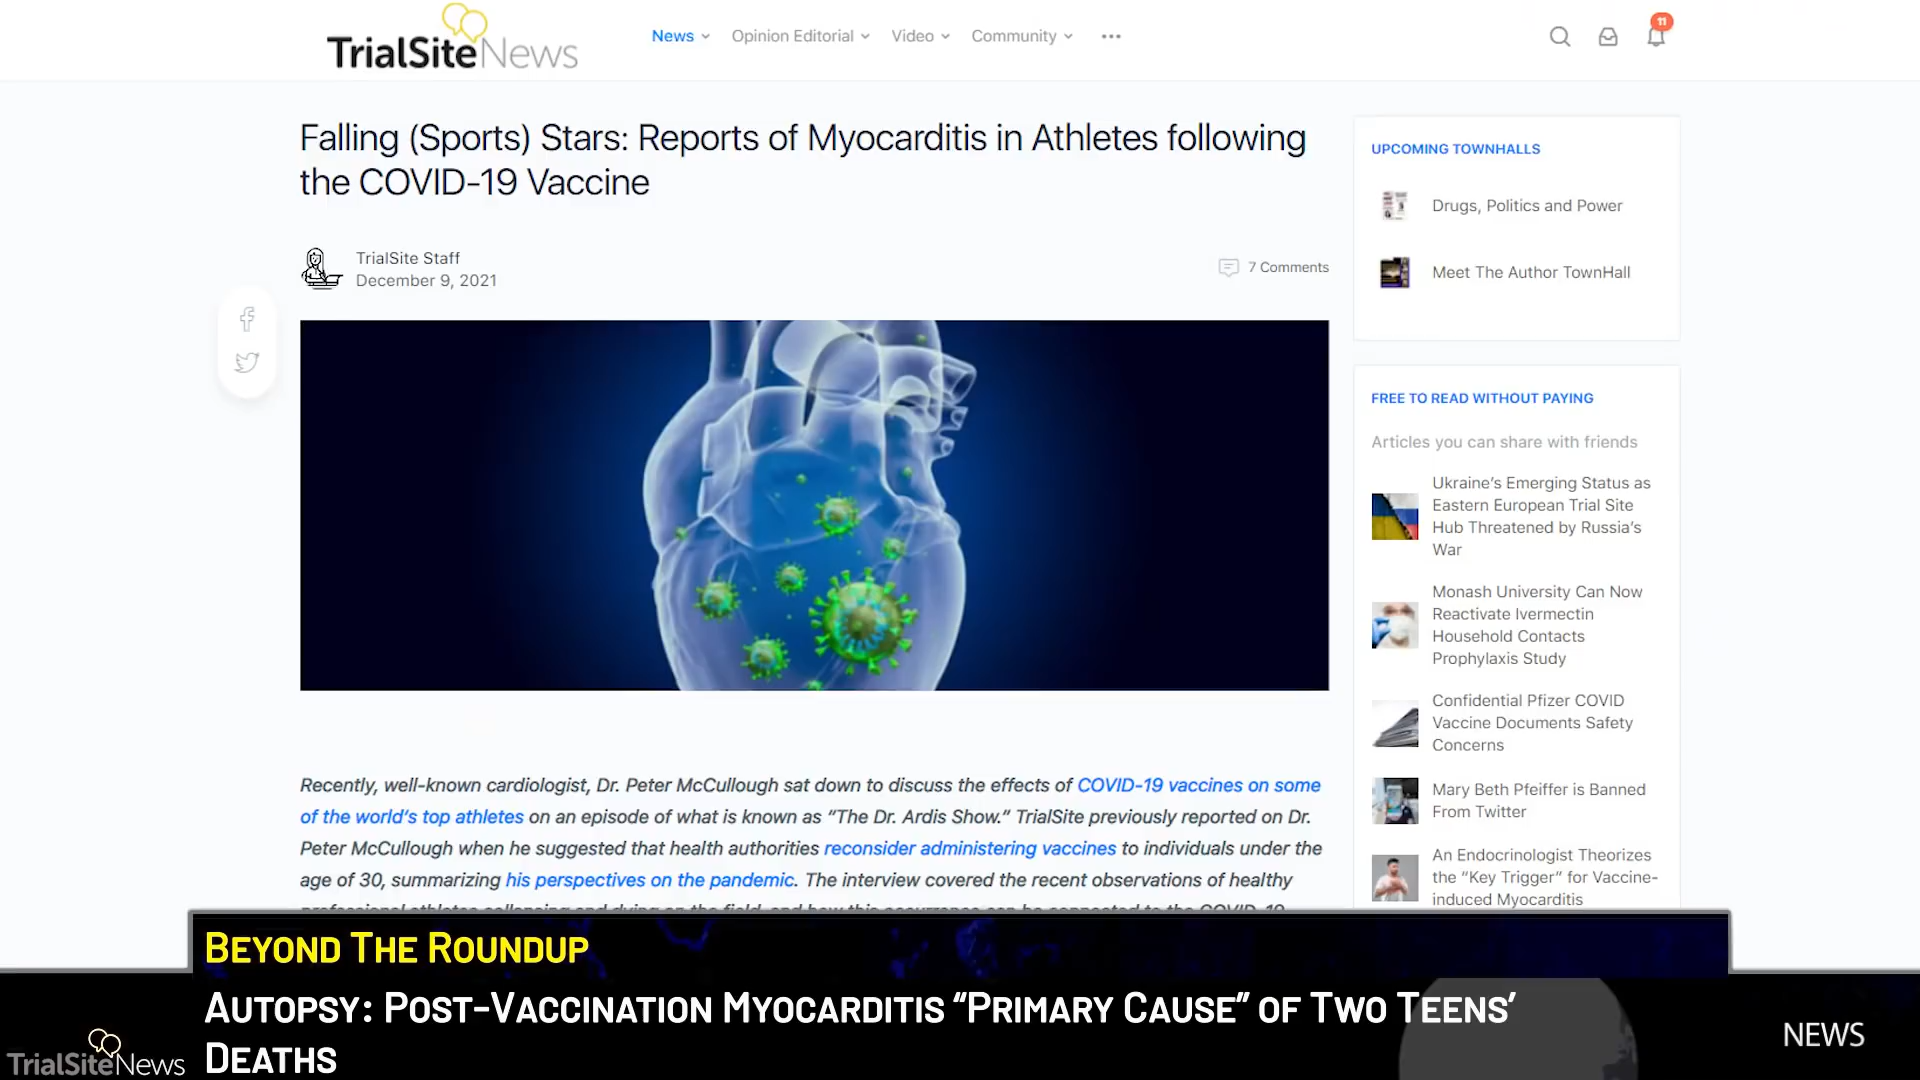 TrialSiteNews
News
Opinion Editorial
Video
Community
11
Falling (Sports) Stars: Reports of Myocarditis in Athletes following
the COVID-19 Vaccine
TrialSite Staff
December 9, 2021
7 Comments
Recently, well-known cardiologist, Dr. Peter McCullough sat down to discuss the effects of COVID-19 vaccines on some
of the world's top athletes on an episode of what is known as “The Dr. Ardis Show.” TrialSite previously reported on Dr.
Peter McCullough when he suggested that health authorities reconsider administering vaccines to individuals under the
age of 30, summarizing his perspectives on the pandemic. The interview covered the recent observations of healthy
professional athletes collapsing and dying on the field, and how this occurrence can be connected to the COVID-19
UPCOMING TOWNHALLS
Drugs, Politics and Power
Meet The Author TownHall
FREE TO READ WITHOUT PAYING
Articles you can share with friends
Ukraine's Emerging Status as
Eastern European Trial Site
Hub Threatened by Russia's
War
Monash University Can Now
Reactivate Ivermectin
Household Contacts
Prophylaxis Study
Confidential Pfizer COVID
Vaccine Documents Safety
Concerns
Mary Beth Pfeiffer is Banned
From Twitter
An Endocrinologist Theorizes
the “Key Trigger” for Vaccine-
induced Myocarditis
BEYOND THE ROUNDUP
AUTOPSY: POST-VACCINATION MYOCARDITIS “PRIMARY CAUSE” OF TWO TEENS'
DEATHS
TrialSiteNews
NEWS